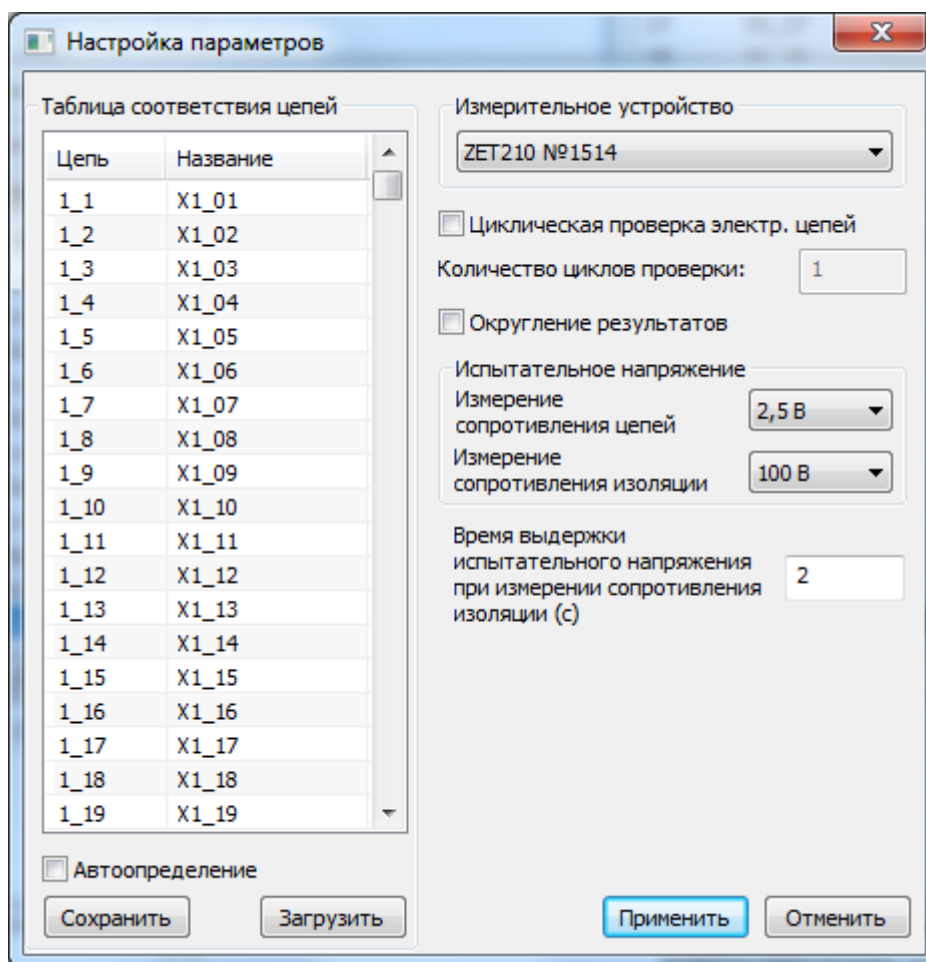 Настройка параметров
Таблица соответствия цепей
Цепь Название
1_1 X1_01
1_2 X1_02
1_3 X1_03
1_4 X1_04
1_5 X1_05
1_6 X1_06
1_7 X1_07
1_8 X1_08
1_9 X1_09
1_10 X1_10
1_11 X1_11
1_12 X1_12
1_13 X1_13
1_14 X1_14
1_15 X1_15
1_16 X1_16
1_17 X1_17
1_18 X1_18
1_19 X1_19
Автоопределение
Сохранить Загрузить
Измерительное устройство
ZET210 №1514
Циклическая проверка электр. цепей
Количество циклов проверки: 1
Округление результатов
Испытательное напряжение
Измерение
сопротивления цепей 2,5 В
Измерение
сопротивления изоляции 100 В
Время выдержки
испытательного напряжения
при измерении сопротивления
изоляции (с) 2
Применить Отменить